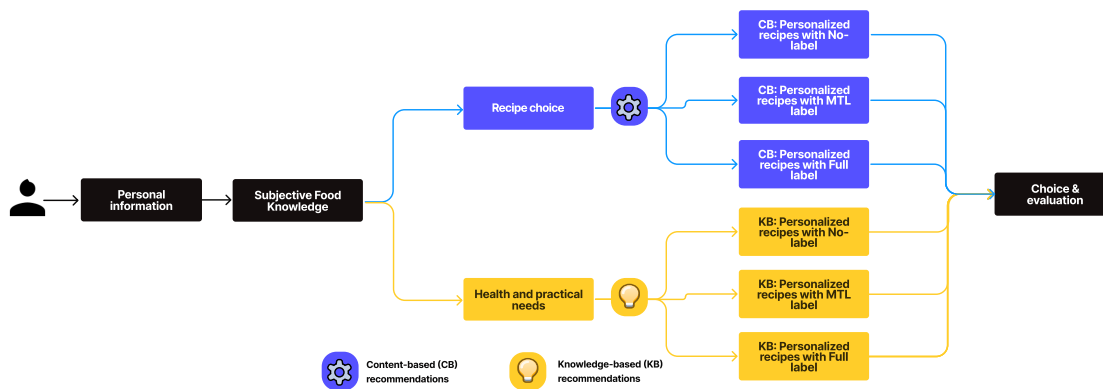 Personal
information
Subjective Food
Knowledge
Recipe choice
CB: Personalized
recipes with No-
label
CB: Personalized
recipes with MTL
label
CB: Personalized
recipes with Full
label
Health and practical
needs
KB: Personalized
recipes with No-
label
KB: Personalized
recipes with MTL
label
KB: Personalized
recipes with Full
label
Choice &
evaluation
Content-based (CB)
recommendations
Knowledge-based (KB)
recommendations